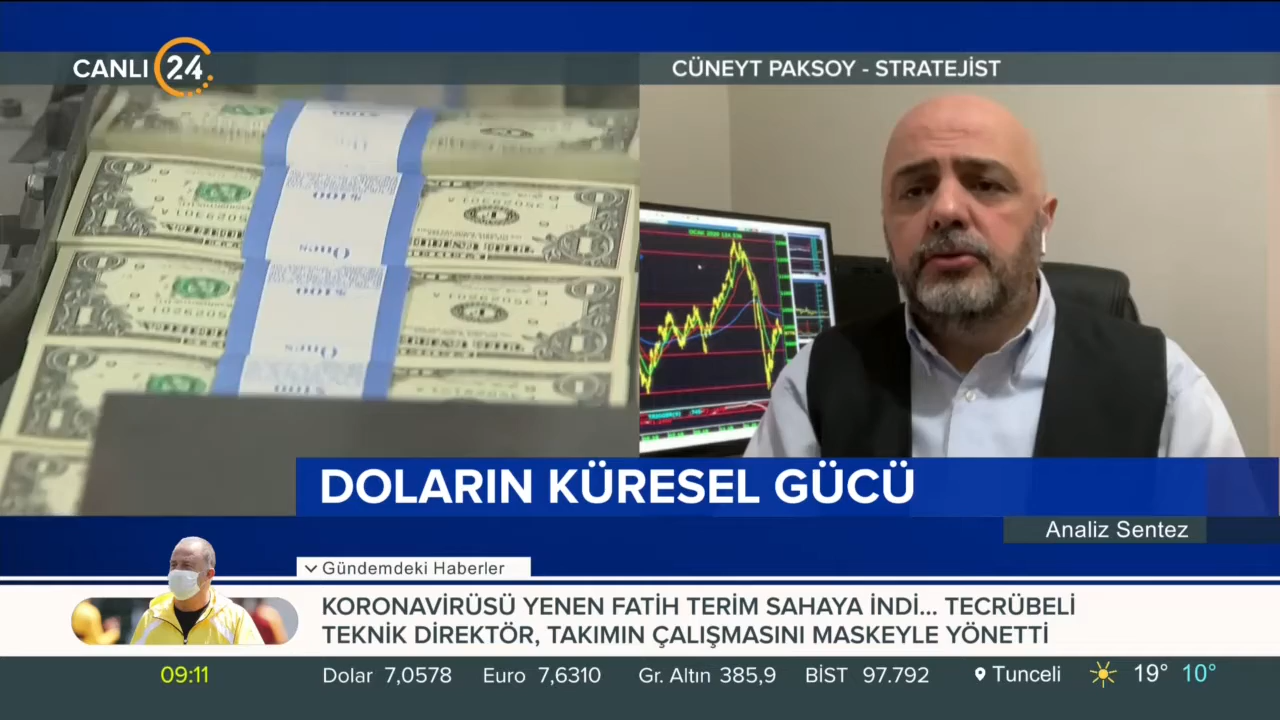 CANLI 24
CÜNEYT PAKSOY - STRATEJİST
DOLARIN KÜRESEL GÜCÜ
Analiz Sentez
Gündemdeki Haberler
KORONAVİRÜSÜ YENEN FATİH TERİM SAHAYA İNDİ... TECRÜBELİ
TEKNİK DİREKTÖR, TAKIMIN ÇALIŞMASINI MASKEYLE YÖNETTİ
09:11 Dolar 7,0578 Euro 7,6310 Gr. Altın 385,9 BİST 97.792 Tunceli 19° 10°